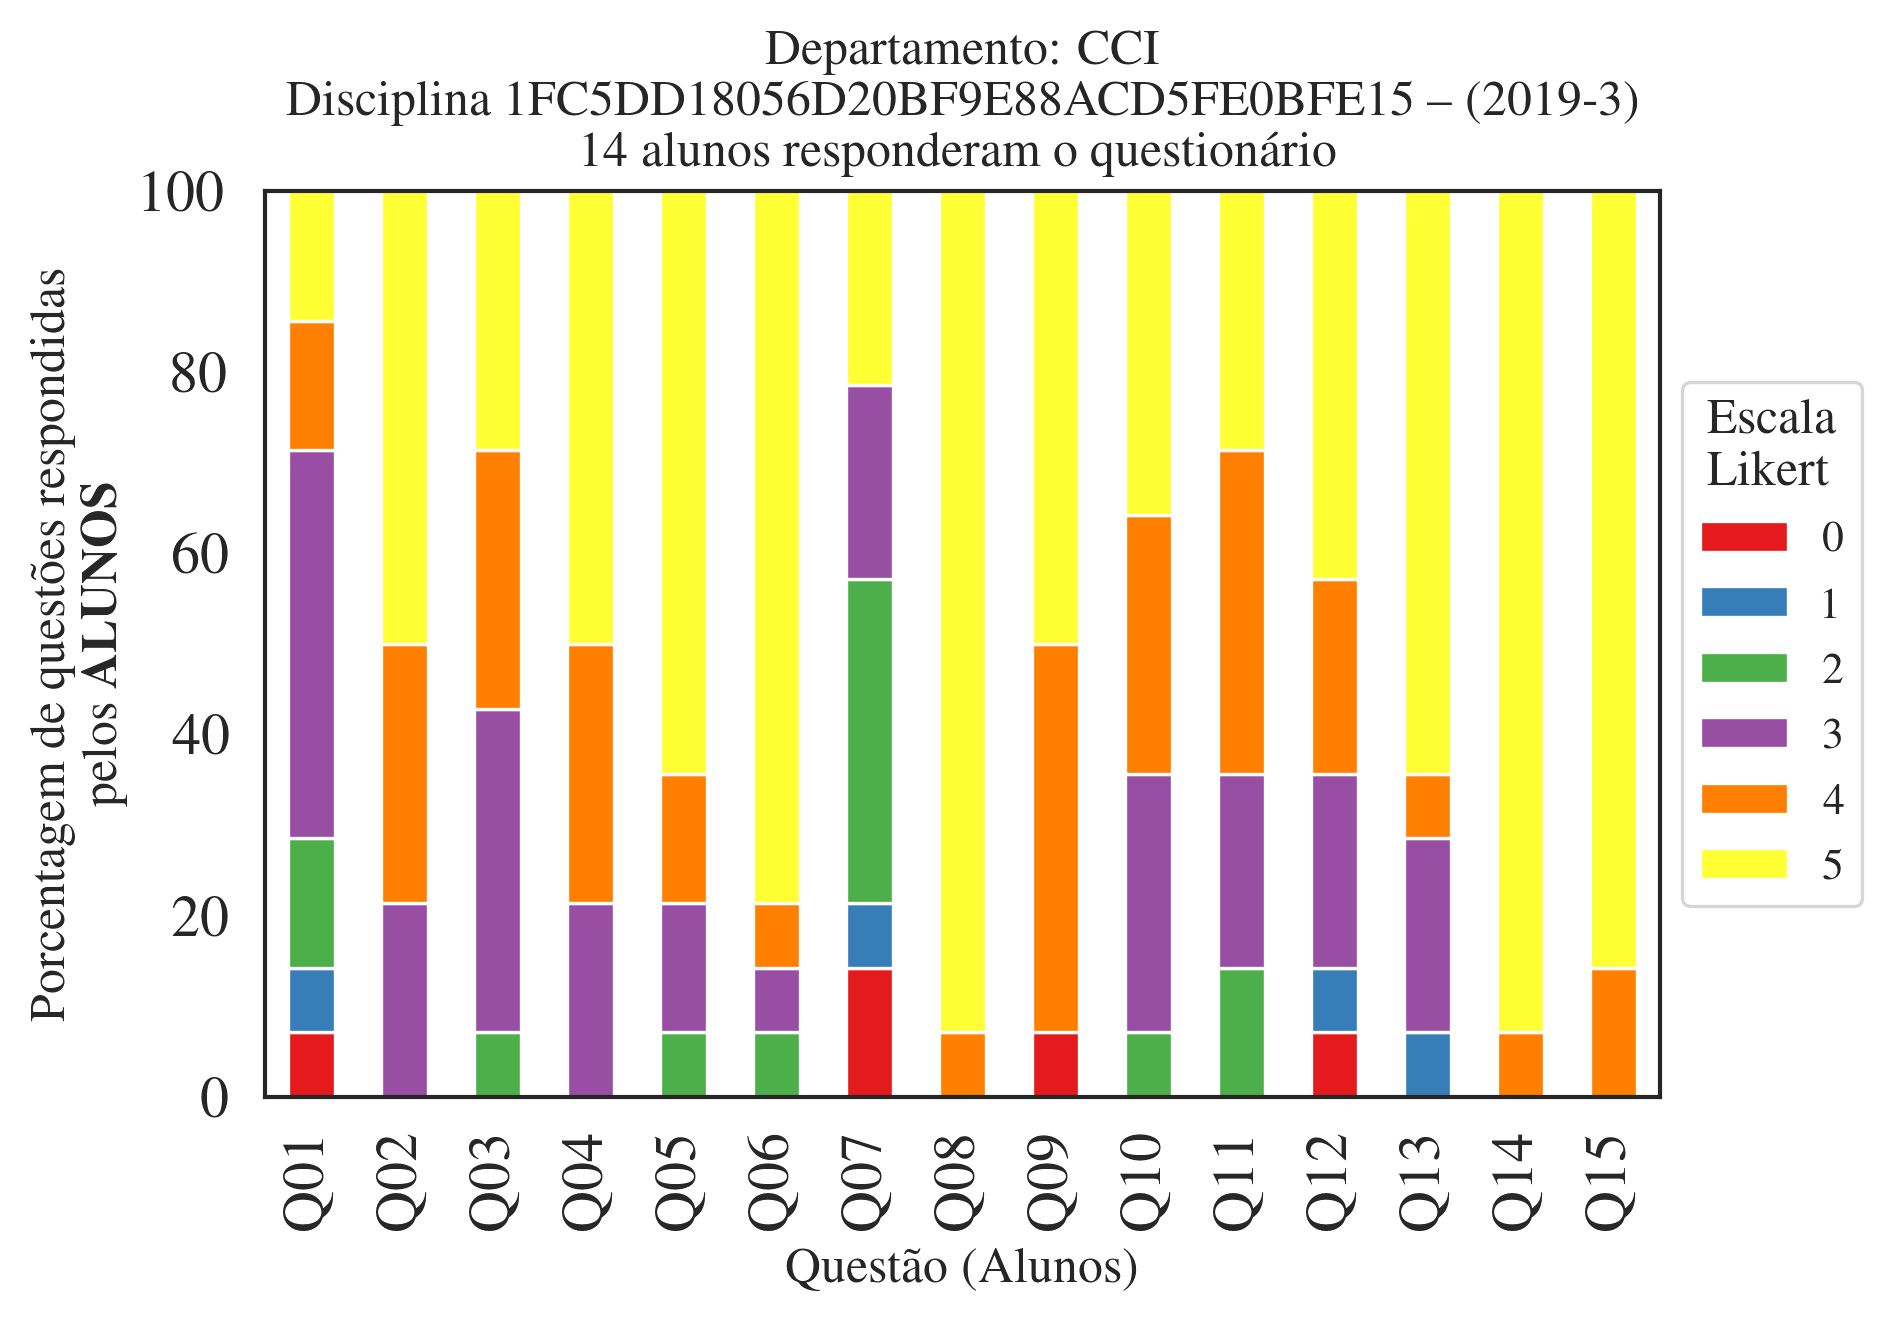 Departamento: CCI
Disciplina 1FC5DD18056D20BF9E88ACD5FE0BFE15 – (2019-3)
14 alunos responderam o questionário
Porcentagem de questões respondidas
pelos ALUNOS
100
80
60
40
20
0
Q01
Q02
Q03
Q04
Q05
Q06
Q07
Q08
Q09
Q10
Q11
Q12
Q13
Q14
Q15
Questão (Alunos)
Escala
Likert
0
1
2
3
4
5